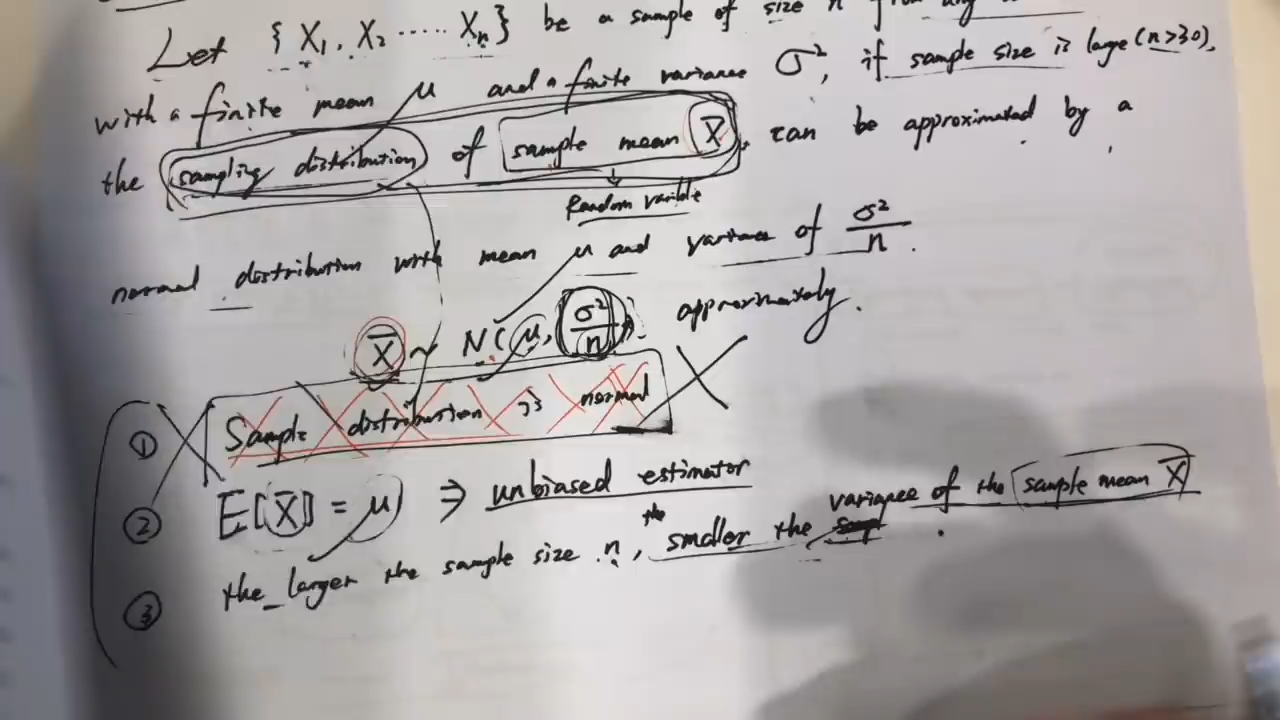 Let { X₁, X₂ ····· Xₙ} be a sample of size n from any
with a finite mean μ and a finite variance σ², if sample size is large (n>30),
the sampling distribution of sample mean X̄, can be approximated by a
Random variable
normal distribution with mean μ and variance of σ²/n.
X̄ ~ N(μ, σ²/n), approximately.
① Sample distribution is normal
② E[X̄] = μ ⇒ unbiased estimator
③ the larger the sample size n, the smaller the variance of the sample mean X̄.